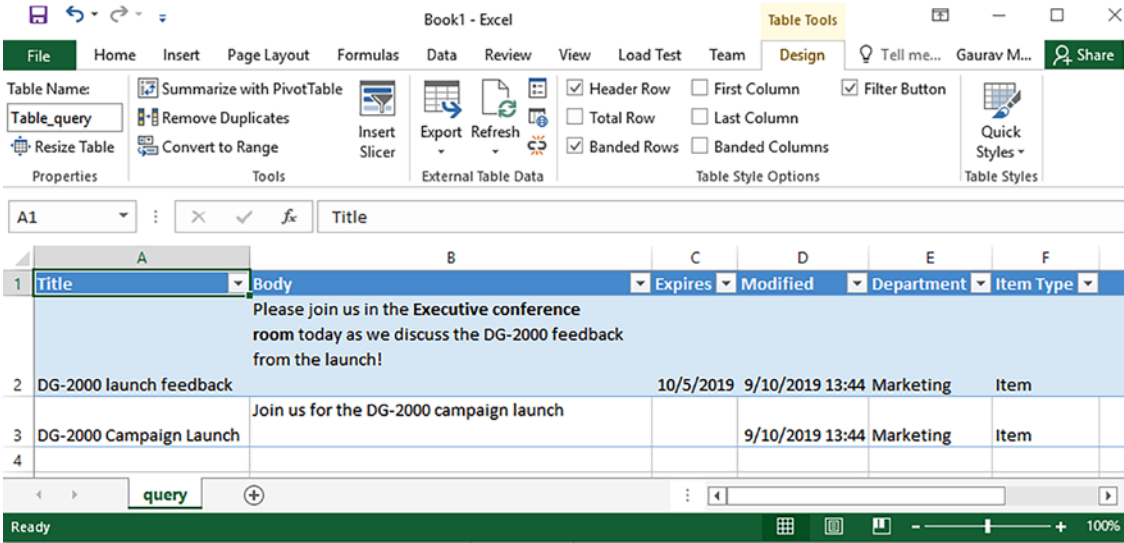 Book1 - Excel
Table Tools
File Home Insert Page Layout Formulas Data Review View Load Test Team Design Tell me... Gaurav M... Share
Table Name: Summarize with PivotTable Header Row First Column Filter Button
Table_query Remove Duplicates Insert Slicer Export Refresh Total Row Last Column Quick Styles
Resize Table Convert to Range Banded Rows Banded Columns
Properties Tools External Table Data Table Style Options Table Styles
A1 fx Title
A B C D E F
1 Title Body Expires Modified Department Item Type
Please join us in the Executive conference
room today as we discuss the DG-2000 feedback
from the launch!
2 DG-2000 launch feedback 10/5/2019 9/10/2019 13:44 Marketing Item
Join us for the DG-2000 campaign launch
3 DG-2000 Campaign Launch 9/10/2019 13:44 Marketing Item
4
query
Ready 100%